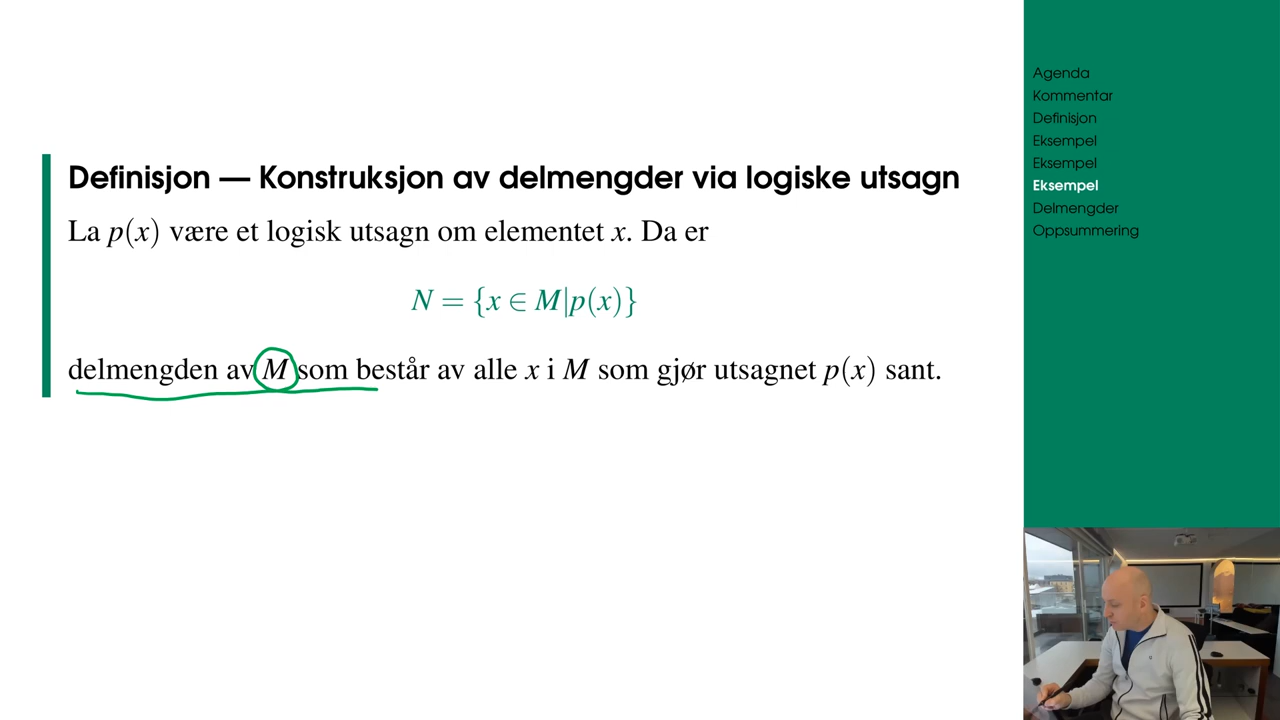 Definisjon — Konstruksjon av delmengder via logiske utsagn
La p(x) være et logisk utsagn om elementet x. Da er
N = {x ∈ M|p(x)}
delmengden av M som består av alle x i M som gjør utsagnet p(x) sant.
Agenda
Kommentar
Definisjon
Eksempel
Eksempel
Eksempel
Delmengder
Oppsummering